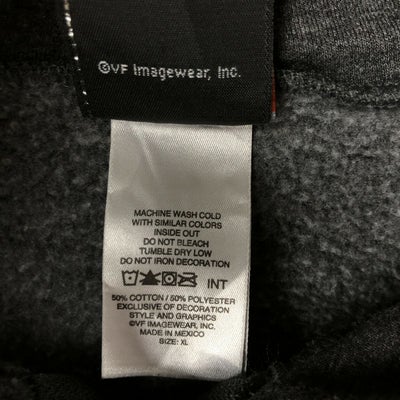 ©VF Imagewear, Inc.
MACHINE WASH COLD
WITH SIMILAR COLORS
INSIDE OUT
DO NOT BLEACH
TUMBLE DRY LOW
DO NOT IRON DECORATION
INT
50% COTTON / 50% POLYESTER
EXCLUSIVE OF DECORATION
STYLE AND GRAPHICS
©VF IMAGEWEAR, INC.
MADE IN MEXICO
SIZE: XL